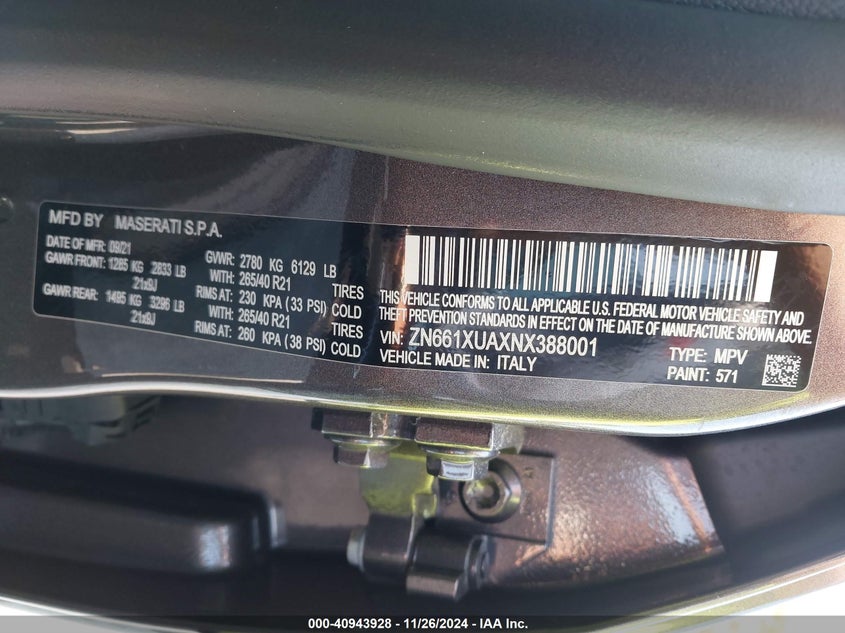 MFD BY MASERATI S.P.A.
DATE OF MFR: 09/21
GAWR FRONT: 1285 KG 2833 LB
21x9J
GAWR REAR: 1495 KG 3296 LB
21x9J
GVWR: 2780 KG 6129 LB
WITH: 265/40 R21 TIRES
RIMS AT: 230 KPA (33 PSI) COLD
WITH: 265/40 R21 TIRES
RIMS AT: 260 KPA (38 PSI) COLD
THIS VEHICLE CONFORMS TO ALL APPLICABLE U.S. FEDERAL MOTOR VEHICLE SAFETY AND
THEFT PREVENTION STANDARDS IN EFFECT ON THE DATE OF MANUFACTURE SHOWN ABOVE.
VIN: ZN661XUAXNX388001
VEHICLE MADE IN: ITALY
TYPE: MPV
PAINT: 571
000-40943928 - 11/26/2024 - IAA Inc.